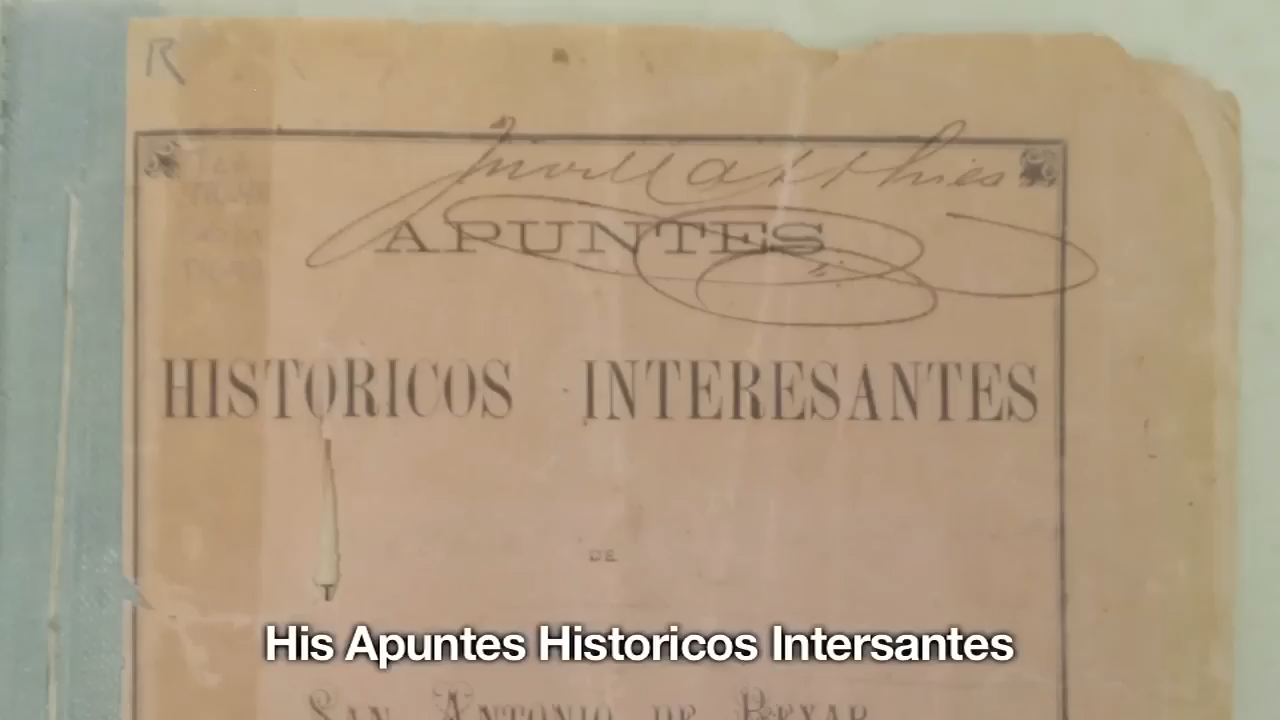 R
Jno. M Matthies
APUNTES
HISTORICOS INTERESANTES
DE
His Apuntes Historicos Intersantes
SAN ANTONIO DE BEXAR